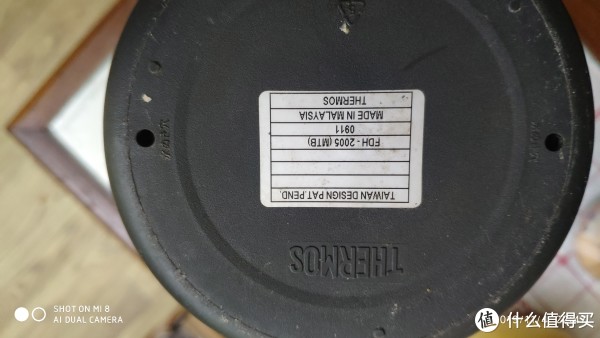 TAIWAN DESIGN PAT.PEND.
FDH - 2005 (MTB)
0911
MADE IN MALAYSIA
THERMOS
THERMOS
SHOT ON MI 8
AI DUAL CAMERA
值 什么值得买